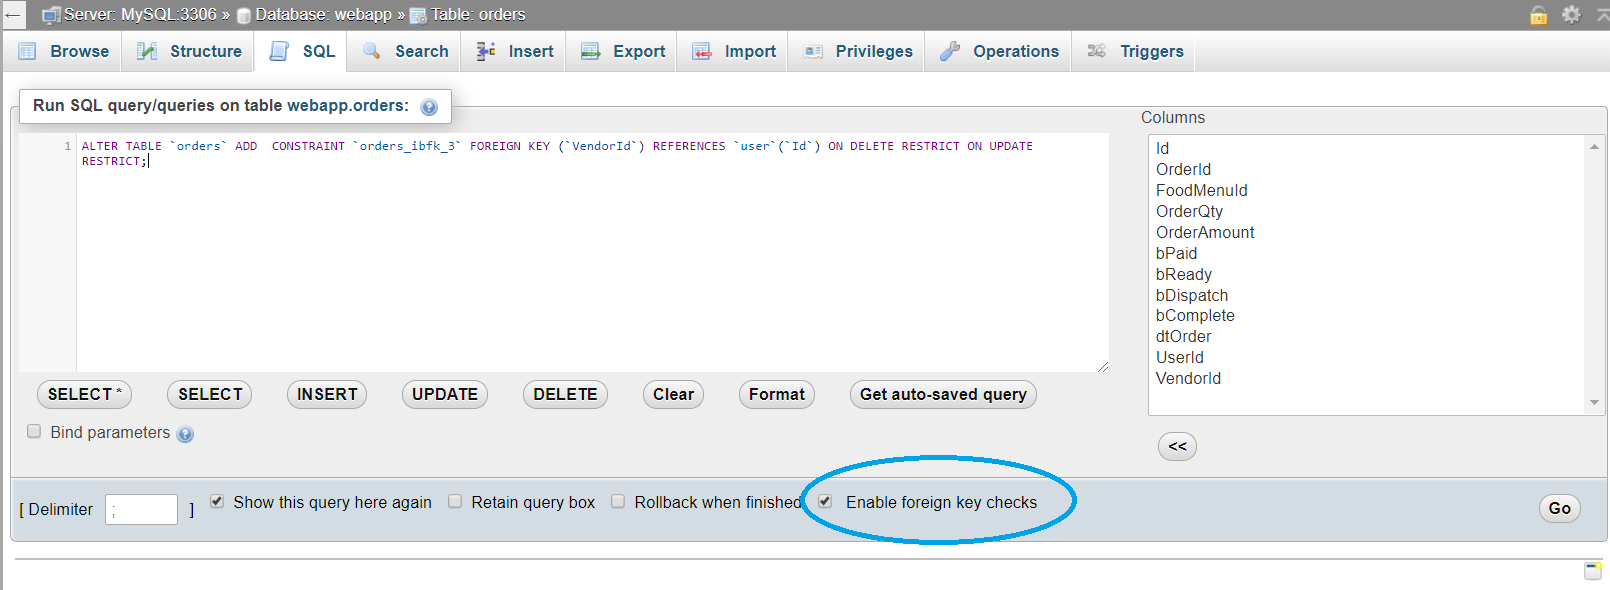 Server: MySQL:3306 » Database: webapp » Table: orders
Browse Structure SQL Search Insert Export Import Privileges Operations Triggers
Run SQL query/queries on table webapp.orders:
Columns
1 ALTER TABLE `orders` ADD  CONSTRAINT `orders_ibfk_3` FOREIGN KEY (`VendorId`) REFERENCES `user`(`Id`) ON DELETE RESTRICT ON UPDATE
RESTRICT;
Id
OrderId
FoodMenuId
OrderQty
OrderAmount
bPaid
bReady
bDispatch
bComplete
dtOrder
UserId
VendorId
SELECT * SELECT INSERT UPDATE DELETE Clear Format Get auto-saved query
Bind parameters
<<
[ Delimiter ; ] Show this query here again Retain query box Rollback when finished Enable foreign key checks Go